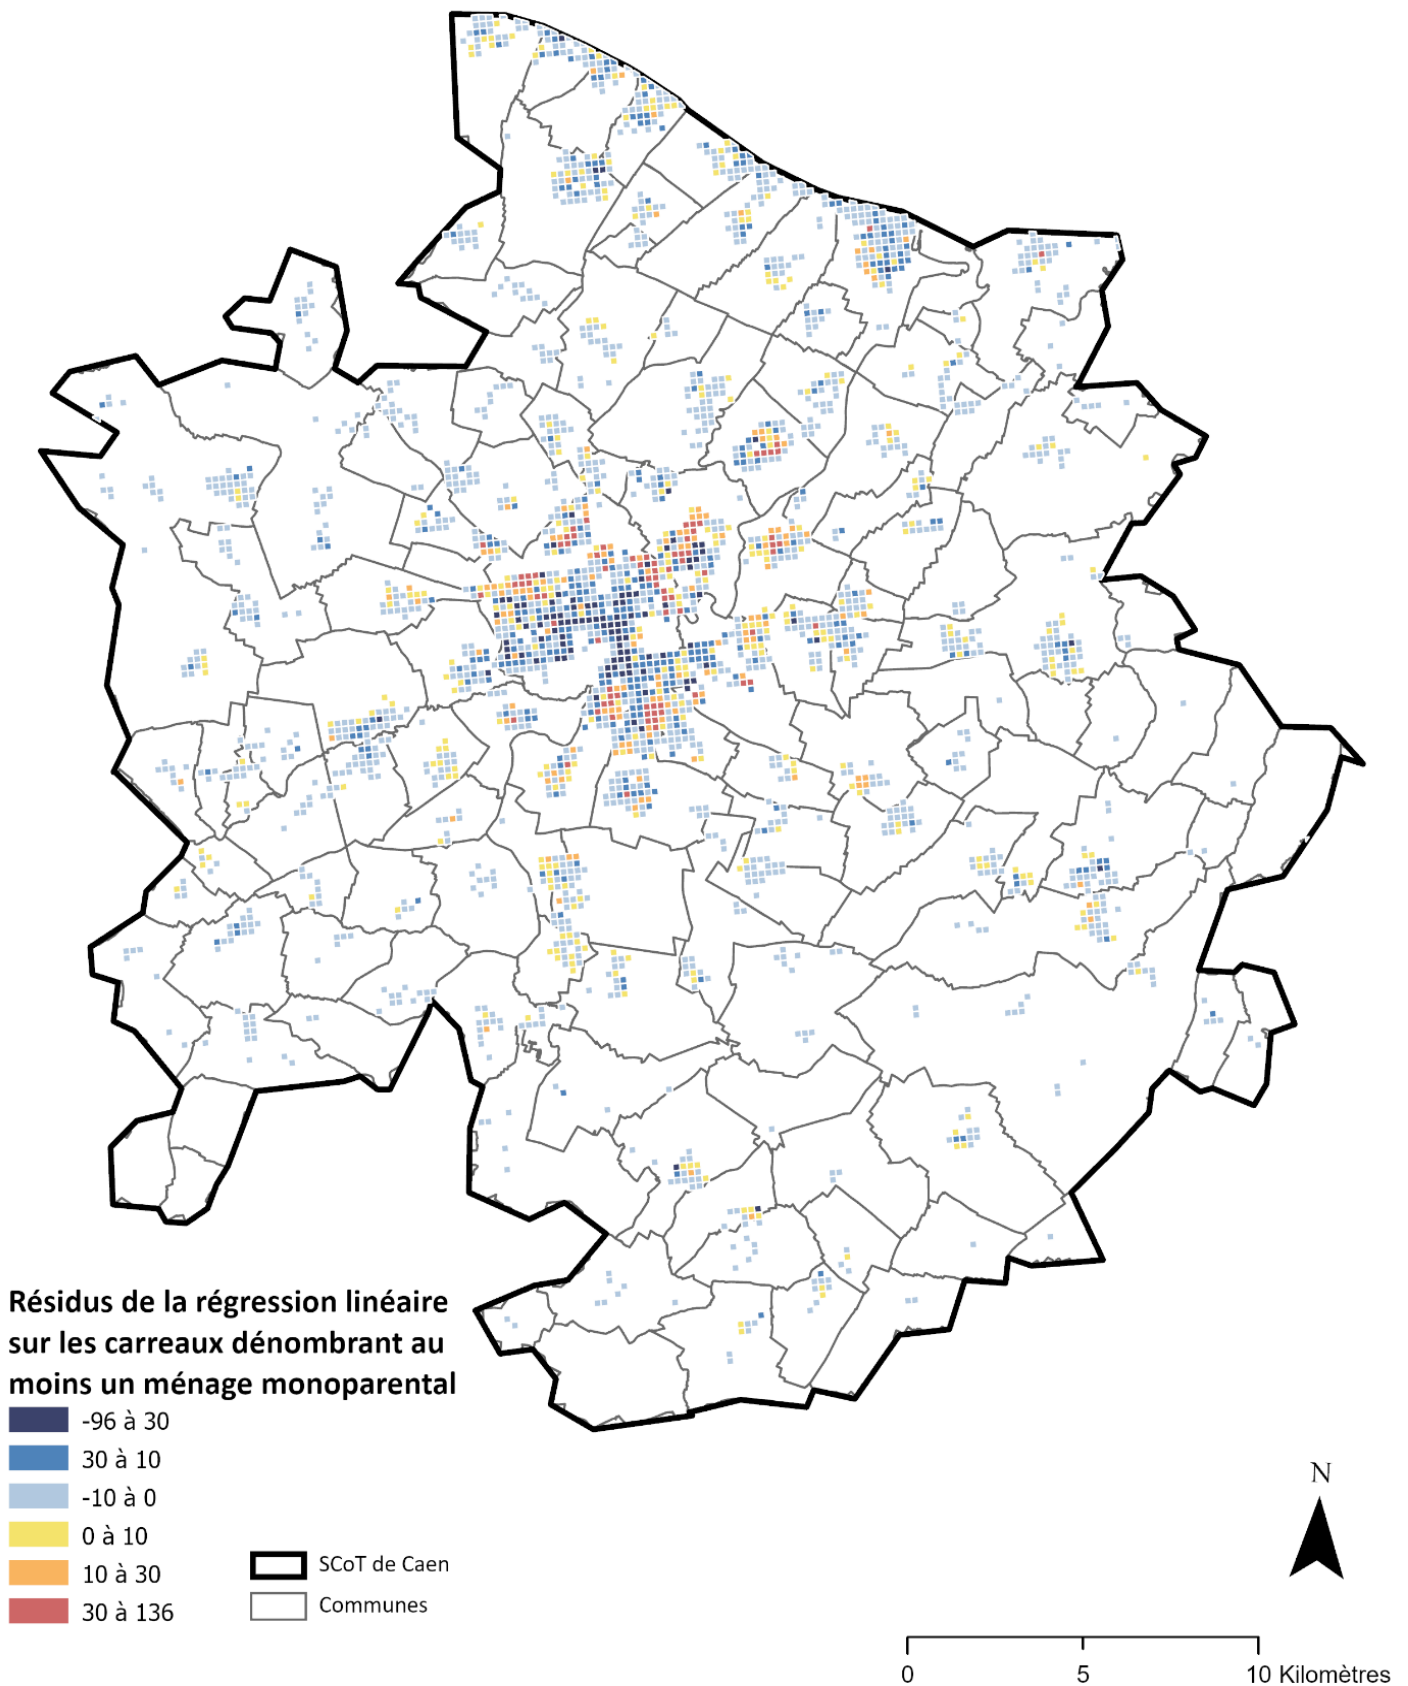 Résidus de la régression linéaire
sur les carreaux dénombrant au
moins un ménage monoparental
-96 à 30
30 à 10
-10 à 0
0 à 10
10 à 30
30 à 136
SCoT de Caen
Communes
N
0 5 10 Kilomètres